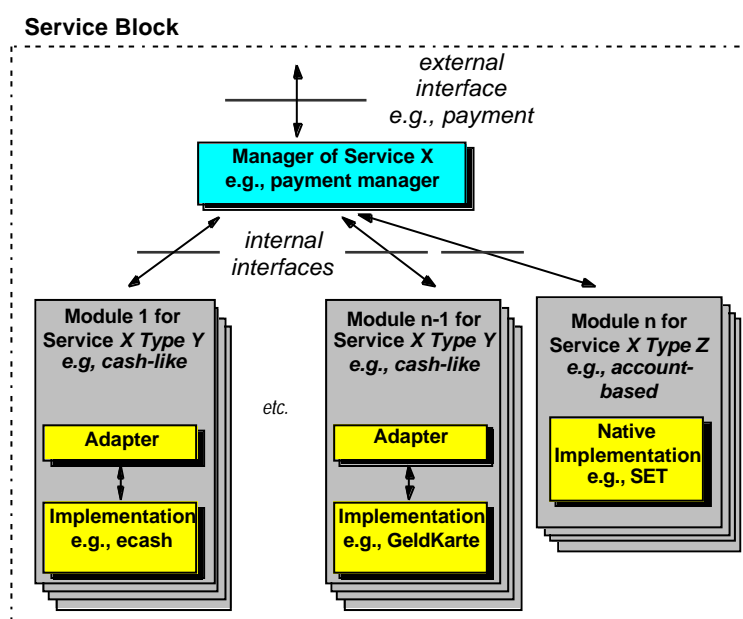 Service Block
external
interface
e.g., payment
Manager of Service X
e.g., payment manager
internal
interfaces
Module 1 for
Service X Type Y
e.g, cash-like
Adapter
Implementation
e.g., ecash
etc.
Module n-1 for
Service X Type Y
e.g., cash-like
Adapter
Implementation
e.g., GeldKarte
Module n for
Service X Type Z
e.g., account-
based
Native
Implementation
e.g., SET